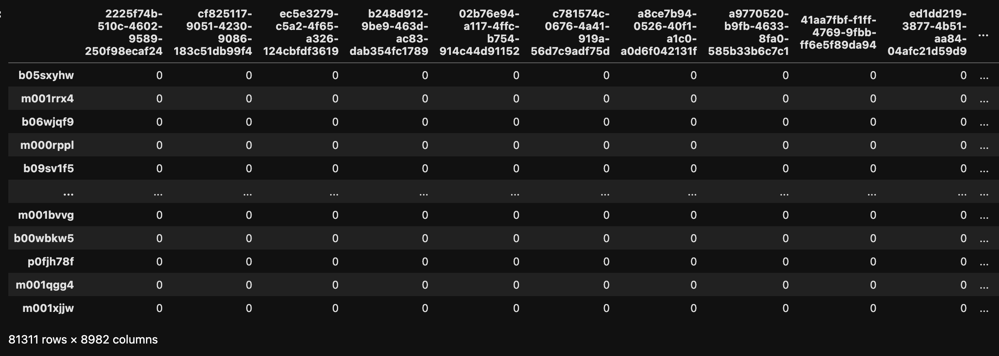 :
2225f74b- cf825117- ec5e3279- b248d912- 02b76e94- c781574c- a8ce7b94- a9770520- 41aa7fbf-f1ff- ed1dd219- ...
510c-4602- 9051-4230- c5a2-4f65- 9be9-463d- a117-4ffc- 0676-4a41- 0526-40f1- b9fb-4633- 4769-9fbb- 3877-4b51-
9589- 9086- a326- ac83- b754- 919a- a1c0- 8fa0- ff6e5f89da94 aa84-
250f98ecaf24 183c51db99f4 124cbfdf3619 dab354fc1789 914c44d91152 56d7c9adf75d a0d6f042131f 585b33b6c7c1 04afc21d59d9
b05sxyhw 0 0 0 0 0 0 0 0 0 0 ...
m001rrx4 0 0 0 0 0 0 0 0 0 0 ...
b06wjqf9 0 0 0 0 0 0 0 0 0 0 ...
m000rppl 0 0 0 0 0 0 0 0 0 0 ...
b09sv1f5 0 0 0 0 0 0 0 0 0 0 ...
... ... ... ... ... ... ... ... ... ... ... ...
m001bvvg 0 0 0 0 0 0 0 0 0 0 ...
b00wbkw5 0 0 0 0 0 0 0 0 0 0 ...
p0fjh78f 0 0 0 0 0 0 0 0 0 0 ...
m001qgg4 0 0 0 0 0 0 0 0 0 0 ...
m001xjjw 0 0 0 0 0 0 0 0 0 0 ...
81311 rows × 8982 columns